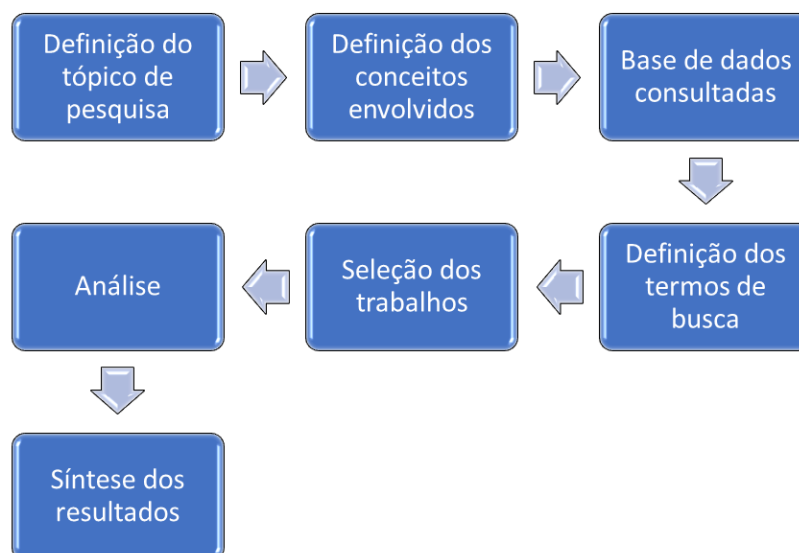 Definição do
tópico de
pesquisa
Definição dos
conceitos
envolvidos
Base de dados
consultadas
Definição dos
termos de
busca
Seleção dos
trabalhos
Análise
Síntese dos
resultados